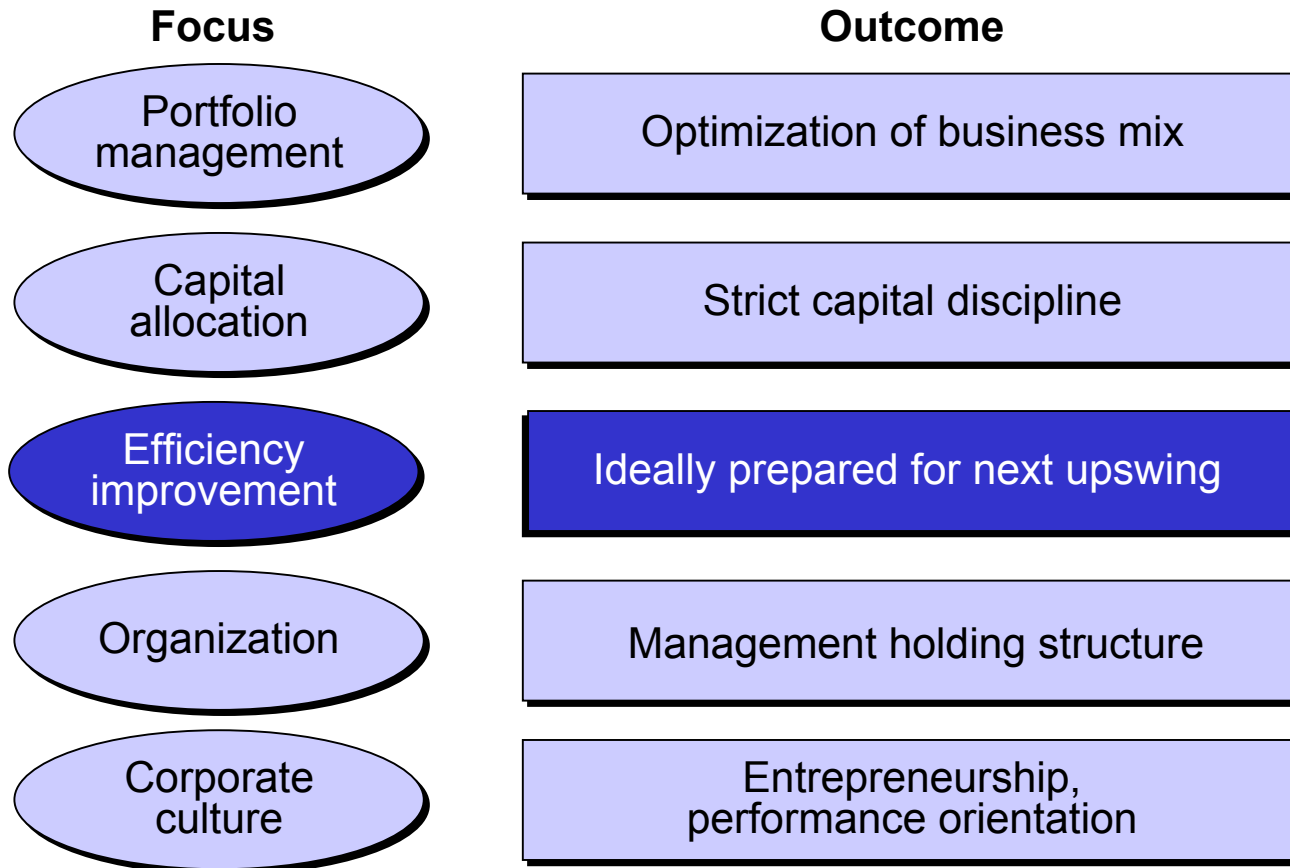 Focus
Outcome
Portfolio
management
Optimization of business mix
Capital
allocation
Strict capital discipline
Efficiency
improvement
Ideally prepared for next upswing
Organization
Management holding structure
Corporate
culture
Entrepreneurship,
performance orientation